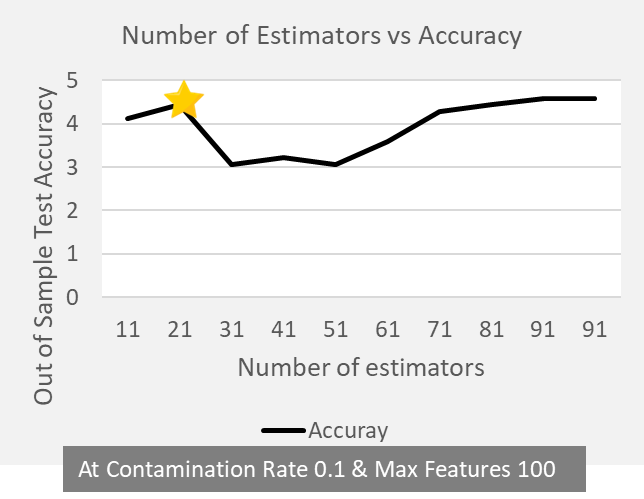 Number of Estimators vs Accuracy
Out of Sample Test Accuracy
5
4
3
2
1
0
11 21 31 41 51 61 71 81 91 91
Number of estimators
Accuray
At Contamination Rate 0.1 & Max Features 100